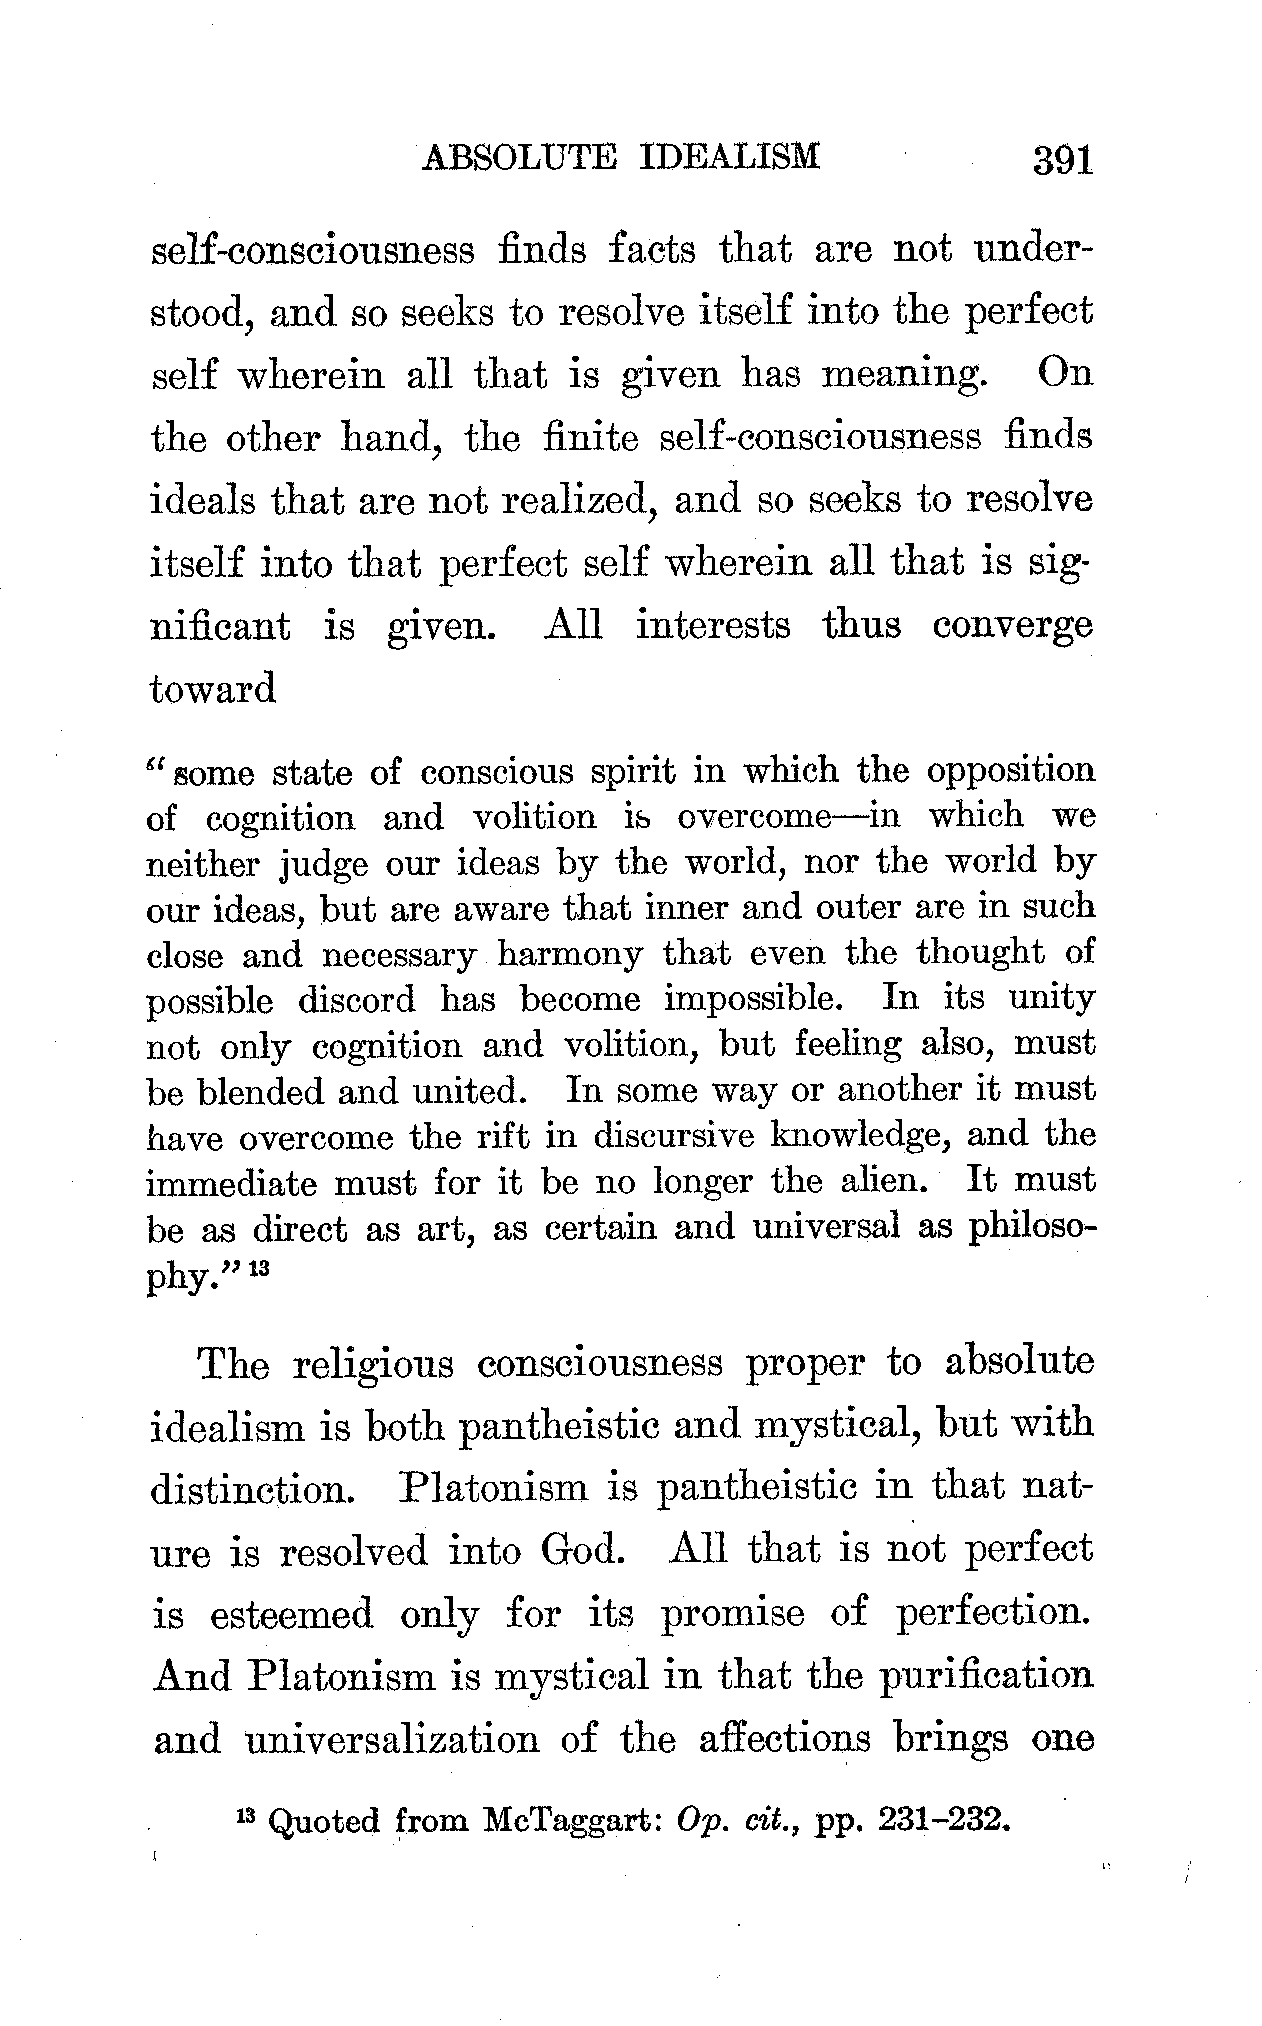 ABSOLUTE IDEALISM 391
self-consciousness finds facts that are not under-
stood, and so seeks to resolve itself into the perfect
self wherein all that is given has meaning. On
the other hand, the finite self-consciousness finds
ideals that are not realized, and so seeks to resolve
itself into that perfect self wherein all that is sig-
nificant is given. All interests thus converge
toward
“some state of conscious spirit in which the opposition
of cognition and volition is overcome—in which we
neither judge our ideas by the world, nor the world by
our ideas, but are aware that inner and outer are in such
close and necessary harmony that even the thought of
possible discord has become impossible. In its unity
not only cognition and volition, but feeling also, must
be blended and united. In some way or another it must
have overcome the rift in discursive knowledge, and the
immediate must for it be no longer the alien. It must
be as direct as art, as certain and universal as philoso-
phy.” 13
The religious consciousness proper to absolute
idealism is both pantheistic and mystical, but with
distinction. Platonism is pantheistic in that nat-
ure is resolved into God. All that is not perfect
is esteemed only for its promise of perfection.
And Platonism is mystical in that the purification
and universalization of the affections brings one
13 Quoted from McTaggart: Op. cit., pp. 231–232.